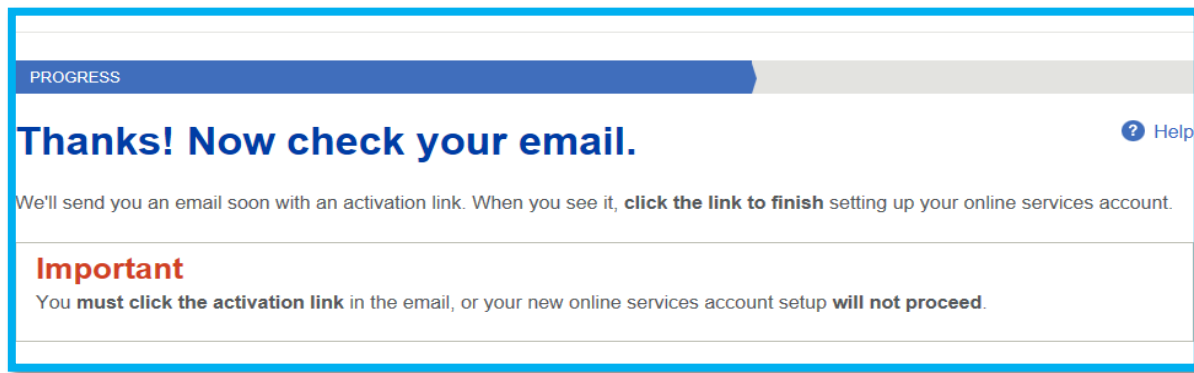 PROGRESS
Thanks! Now check your email.
Help
We'll send you an email soon with an activation link. When you see it, click the link to finish setting up your online services account.
Important
You must click the activation link in the email, or your new online services account setup will not proceed.